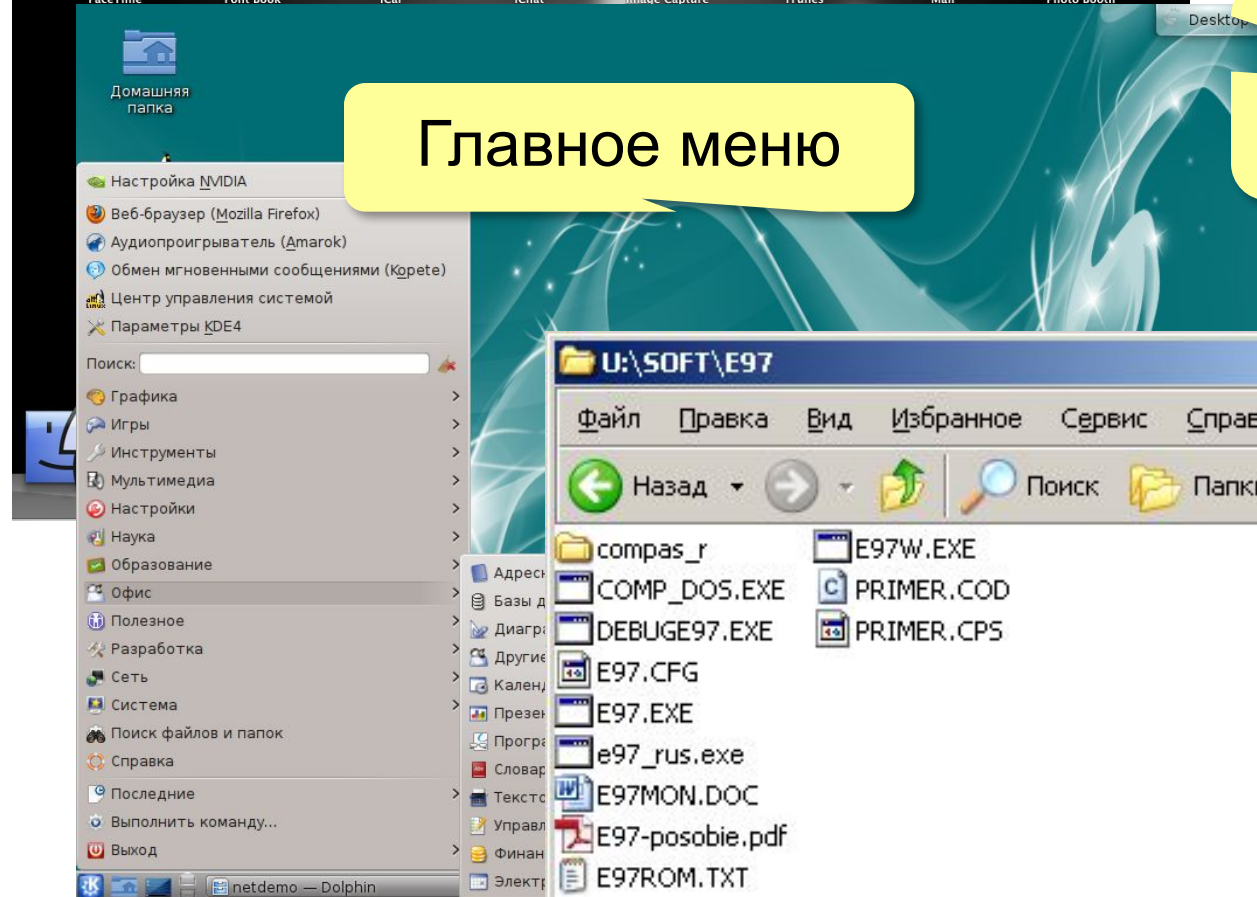 Desktop
Домашняя
папка
Главное меню
Настройка NVIDIA
Веб-браузер (Mozilla Firefox)
Аудиопроигрыватель (Amarok)
Обмен мгновенными сообщениями (Kopete)
Центр управления системой
Параметры KDE4
Поиск:
Графика
Игры
Инструменты
Мультимедиа
Настройки
Наука
Образование
Офис
Полезное
Разработка
Сеть
Система
Поиск файлов и папок
Справка
Последние
Выполнить команду...
Выход
netdemo — Dolphin
Базы
Другие
U:\SOFT\E97
Файл Правка Вид Избранное Сервис
Назад Поиск
compas_r
COMP_DOS.EXE
DEBUGE97.EXE
E97.CFG
E97.EXE
e97_rus.exe
E97MON.DOC
E97-posobie.pdf
E97ROM.TXT
E97W.EXE
PRIMER.COD
PRIMER.CPS